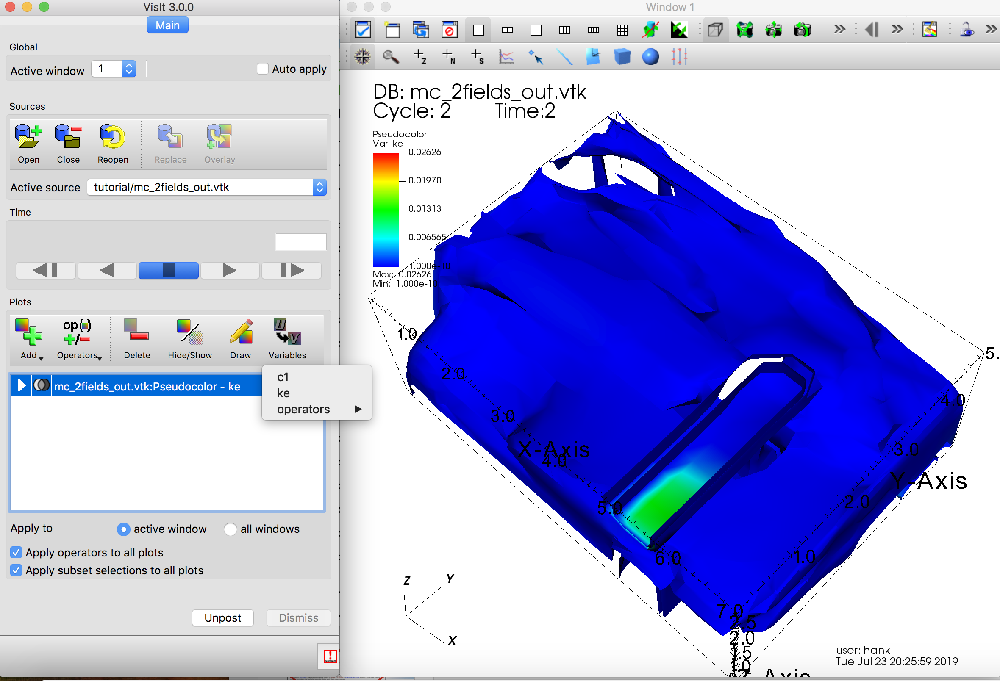 VisIt 3.0.0
Main
Global
Active window 1
Auto apply
Sources
Open Close Reopen Replace Overlay
Active source tutorial/mc_2fields_out.vtk
Time
Plots
op( )
+/-
u
v
Add Operators Delete Hide/Show Draw Variables
mc_2fields_out.vtk:Pseudocolor - ke
c1
ke
operators
Apply to active window all windows
Apply operators to all plots
Apply subset selections to all plots
Unpost Dismiss
Window 1
Z N S
DB: mc_2fields_out.vtk
Cycle: 2 Time:2
Pseudocolor
Var: ke
0.02626
0.01970
0.01313
0.006565
1.000e-10
Max: 0.02626
Min: 1.000e-10
1.0
2.0
3.0
X-Axis
4.0
5.0
6.0
7.0
5.
4.0
3.0
Y-Axis
2.0
1.0
2.5
2.0
1.5
1.0
Z-Axis
Z
Y
X
user: hank
Tue Jul 23 20:25:59 2019